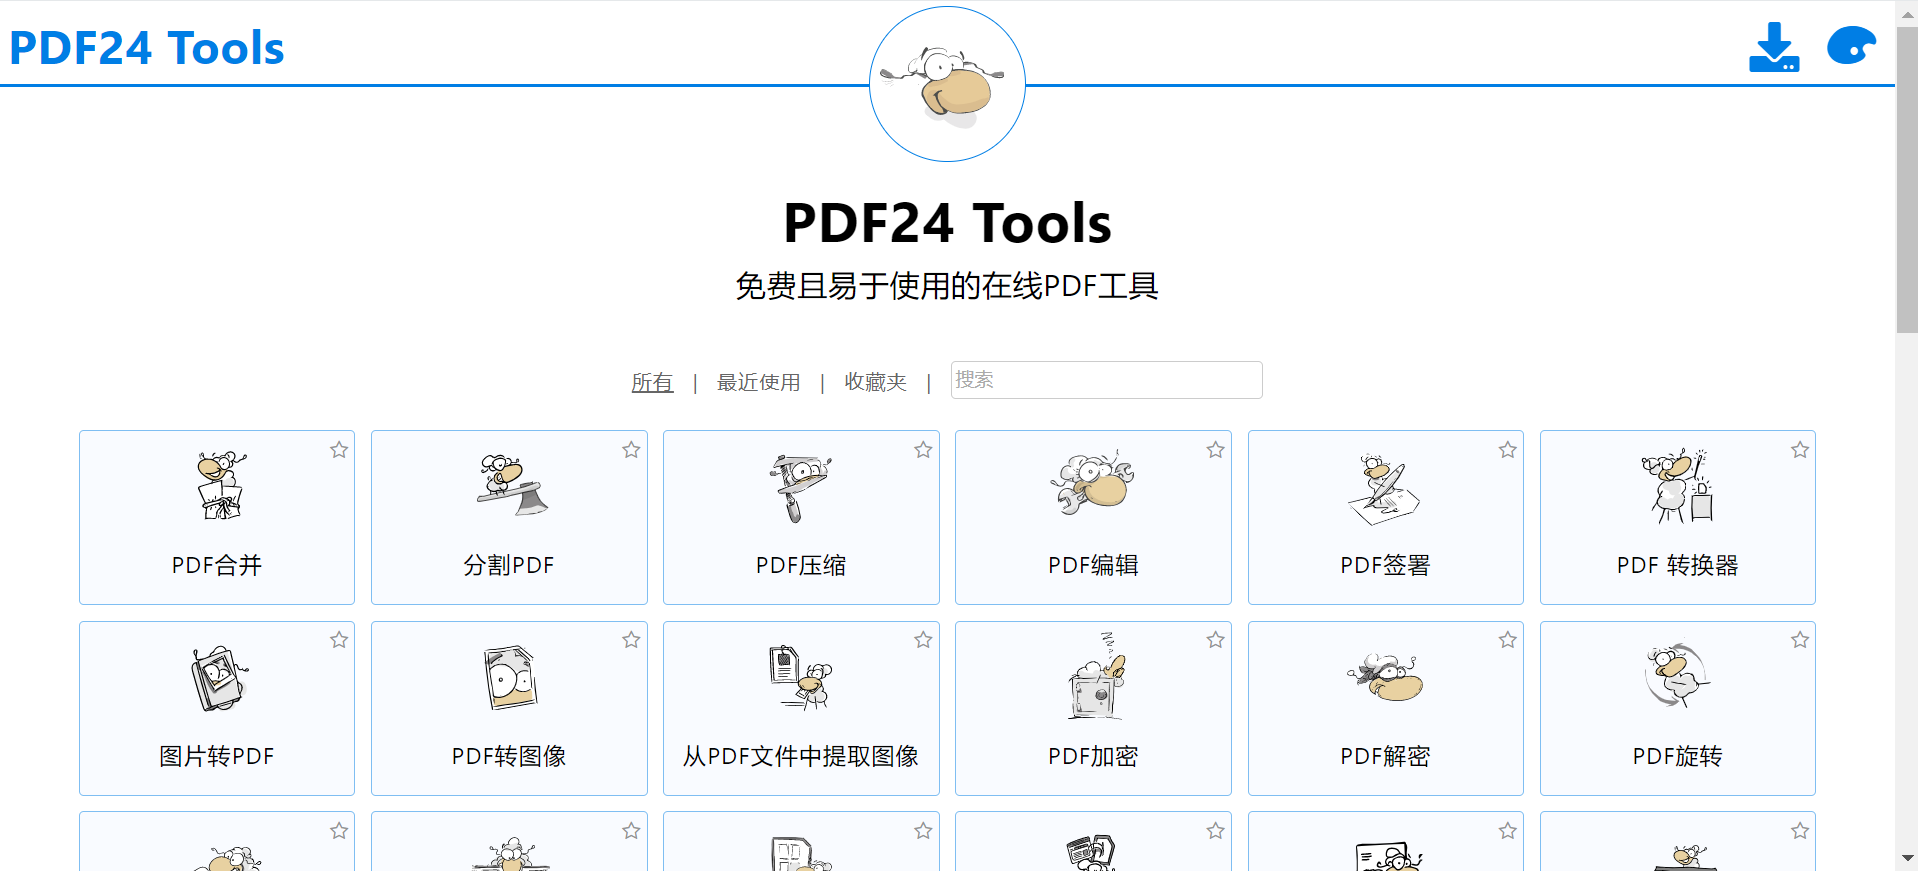 PDF24 Tools
PDF24 Tools
免费且易于使用的在线PDF工具
所有 | 最近使用 | 收藏夹 | 搜索
PDF合并
分割PDF
PDF压缩
PDF编辑
PDF签署
PDF 转换器
图片转PDF
PDF转图像
从PDF文件中提取图像
PDF加密
PDF解密
PDF旋转